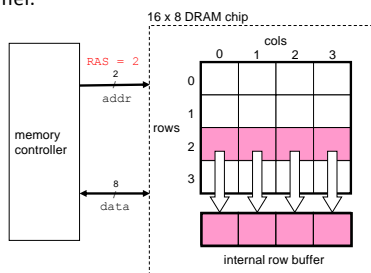 16 x 8 DRAM chip
cols
0 1 2 3
RAS = 2
2
addr
0
1
rows
2
3
memory
controller
8
data
internal row buffer